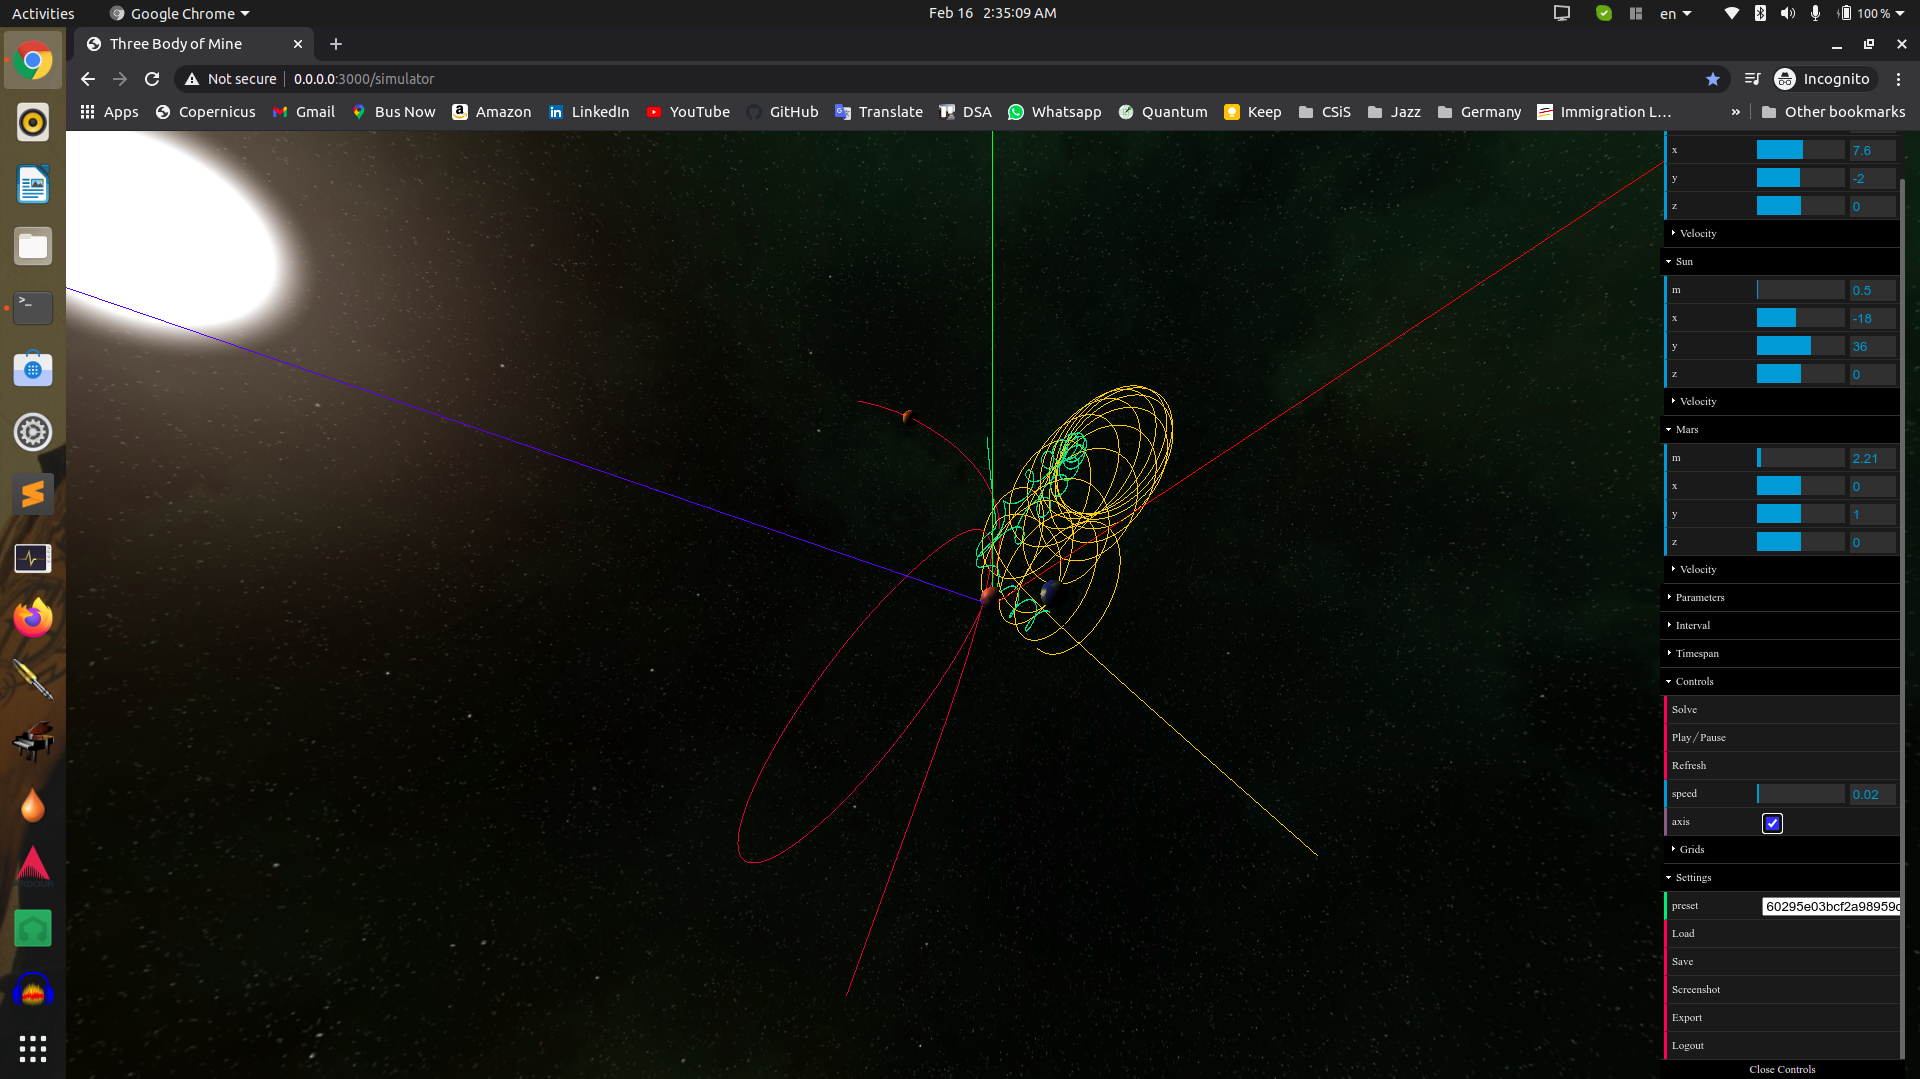 Activities Google Chrome Feb 16 2:35:09 AM en 100 %
Three Body of Mine
Not secure 0.0.0.0:3000/simulator Incognito
Apps Copernicus Gmail Bus Now Amazon LinkedIn YouTube GitHub Translate DSA Whatsapp Quantum Keep CSiS Jazz Germany Immigration L... » Other bookmarks
x 7.6
y -2
z 0
Velocity
Sun
m 0.5
x -18
y 36
z 0
Velocity
Mars
m 2.21
x 0
y 1
z 0
Velocity
Parameters
Interval
Timespan
Controls
Solve
Play/Pause
Refresh
speed 0.02
axis
Grids
Settings
preset 60295e03bcf2a98959
Load
Save
Screenshot
Export
Logout
Close Controls